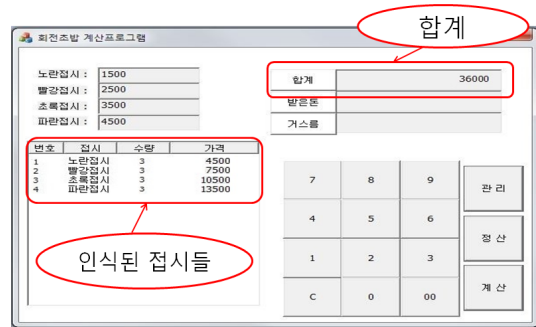 합계
회전초밥 계산프로그램
노란접시 : 1500
빨강접시 : 2500
초록접시 : 3500
파란접시 : 4500
합계 36000
받은돈
거스름
번호 접시 수량 가격
1 노란접시 3 4500
2 빨강접시 3 7500
3 초록접시 3 10500
4 파란접시 3 13500
인식된 접시들
7 8 9 관리
4 5 6 정산
1 2 3
C 0 00 계산